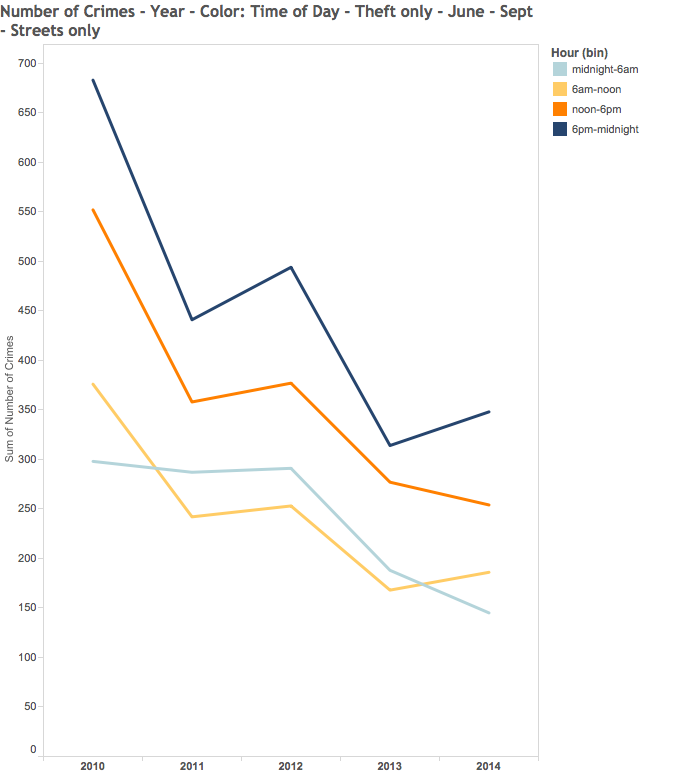 Number of Crimes - Year - Color: Time of Day - Theft only - June - Sept
- Streets only
Hour (bin)
midnight-6am
6am-noon
noon-6pm
6pm-midnight
Sum of Number of Crimes
700
650
600
550
500
450
400
350
300
250
200
150
100
50
0
2010
2011
2012
2013
2014